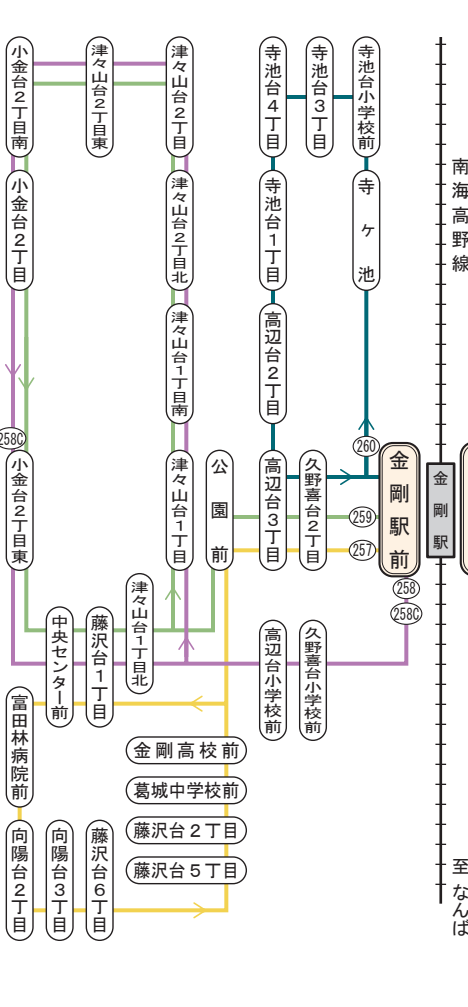 小金台２丁目南
津々山台２丁目東
津々山台２丁目
寺池台４丁目
寺池台３丁目
寺池台小学校前
南海高野線
小金台２丁目
津々山台２丁目北
寺池台１丁目
寺ヶ池
津々山台１丁目南
高辺台２丁目
258C
260
小金台２丁目東
津々山台１丁目
公園前
高辺台３丁目
久野喜台２丁目
金剛駅前
金剛駅
259
257
258
258C
津々山台１丁目北
中央センター前
藤沢台１丁目
高辺台小学校前
久野喜台小学校前
富田林病院前
金剛高校前
葛城中学校前
藤沢台２丁目
藤沢台５丁目
向陽台２丁目
向陽台３丁目
藤沢台６丁目
至なんば